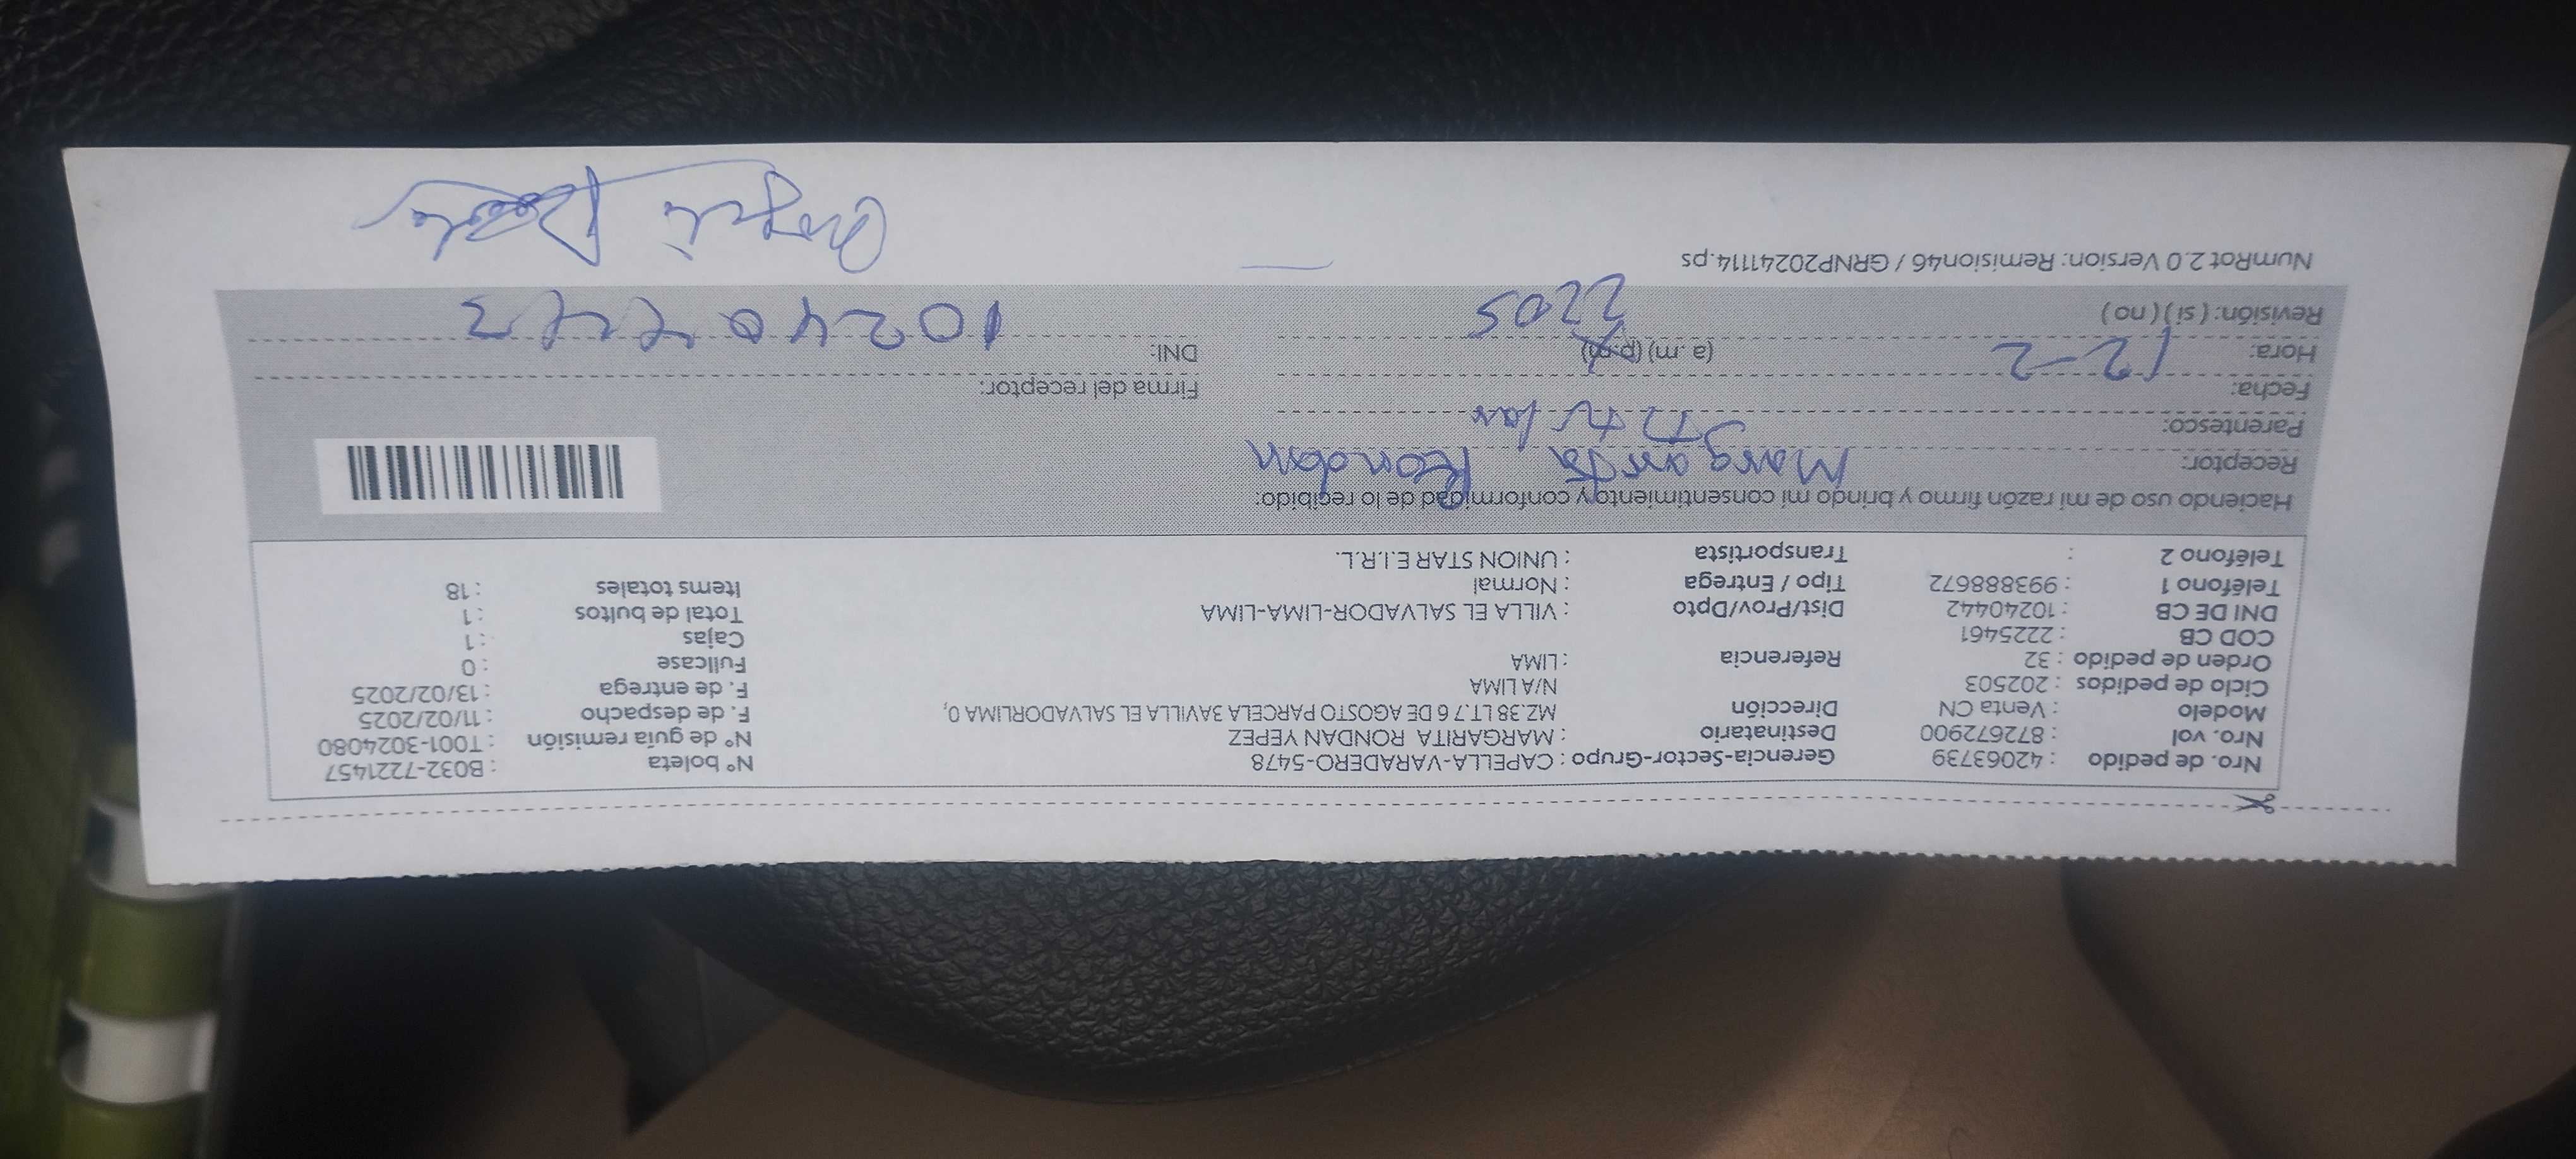 Nro. de pedido : 42063739 Gerencia-Sector-Grupo : CAPELLA-VARADERO-5478 N° boleta : B032-7221457
Nro. vol : 872672900 Destinatario : MARGARITA RONDAN YEPEZ N° de guía remisión : T001-3024080
Modelo : Venta CN Dirección MZ.38 LT.7 6 DE AGOSTO PARCELA 3AVILLA EL SALVADORLIMA 0, F. de despacho : 11/02/2025
Ciclo de pedidos : 202503 N/A LIMA F. de entrega : 13/02/2025
Orden de pedido : 32 Referencia : LIMA Fullcase : 0
COD CB : 2225461 Cajas : 1
DNI DE CB : 10240442 Dist/Prov/Dpto : VILLA EL SALVADOR-LIMA-LIMA Total de bultos : 1
Teléfono 1 : 993888672 Tipo / Entrega : Normal Items totales : 18
Teléfono 2 : Transportista : UNION STAR E.I.R.L.
Haciendo uso de mi razón firmo y brindo mi consentimiento y conformidad de lo recibido:
Receptor: Margarita Rondan
Parentesco: Titular
Fecha: 12-2 Firma del receptor:
Hora: (a. m) (p.m) 2205 DNI:
Revisión: ( si ) ( no )
NumRot 2.0 Version: Remision46 / GRNP20241114.ps